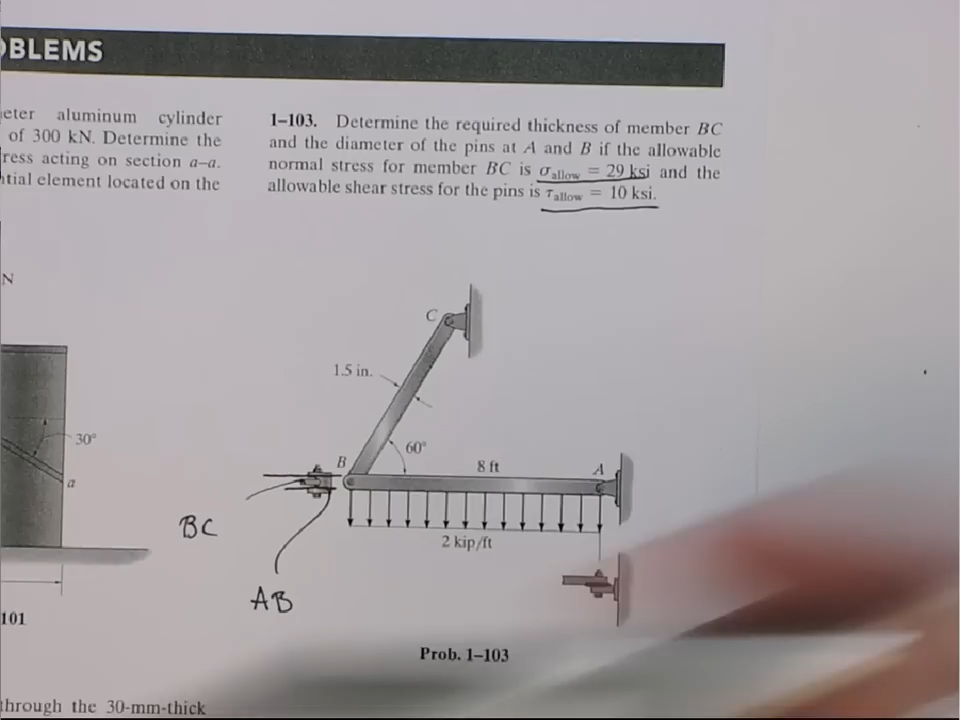 OBLEMS
eter aluminum cylinder
of 300 kN. Determine the
ress acting on section a–a.
ntial element located on the
1–103. Determine the required thickness of member BC
and the diameter of the pins at A and B if the allowable
normal stress for member BC is σallow = 29 ksi and the
allowable shear stress for the pins is τallow = 10 ksi.
N
C
1.5 in.
30°
60°
B
8 ft
A
a
BC
2 kip/ft
AB
101
Prob. 1–103
through the 30-mm-thick